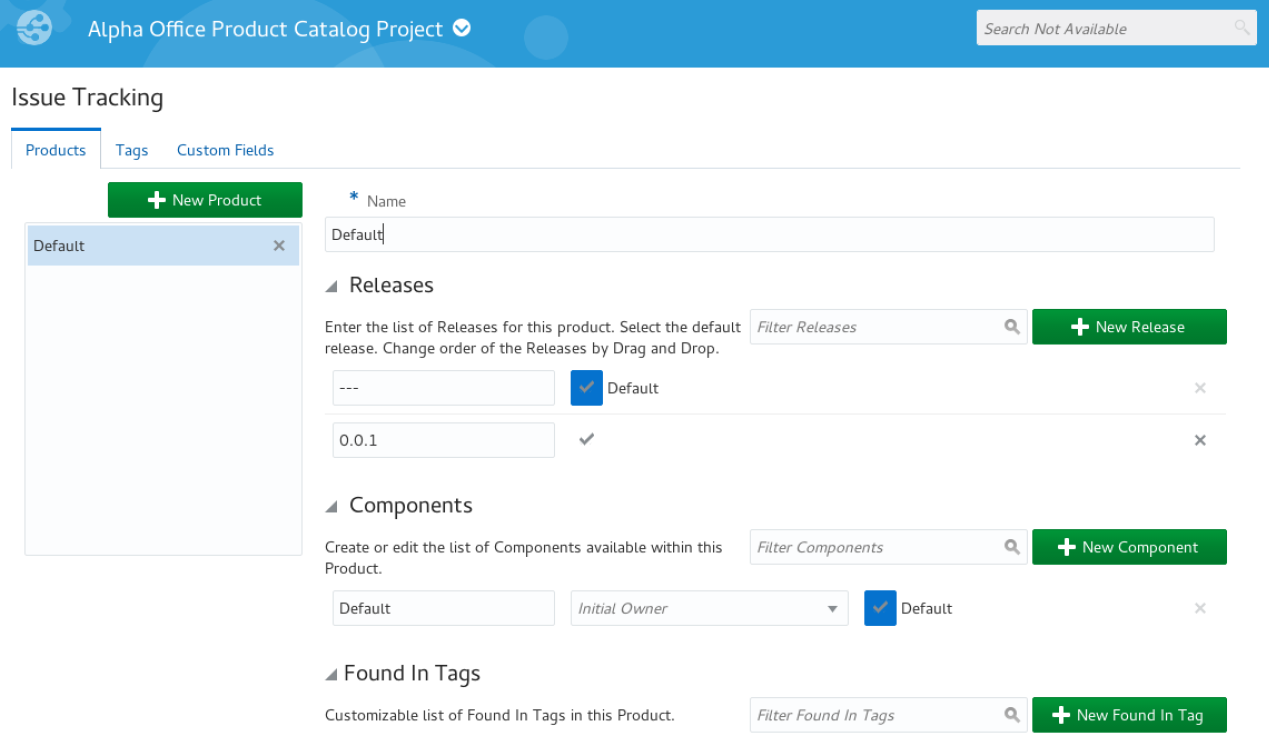 Alpha Office Product Catalog Project
Search Not Available
Issue Tracking
Products Tags Custom Fields
New Product
Default
* Name
Default
Releases
Enter the list of Releases for this product. Select the default
release. Change order of the Releases by Drag and Drop.
Filter Releases
New Release
--- Default
0.0.1
Components
Create or edit the list of Components available within this
Product.
Filter Components
New Component
Default Initial Owner Default
Found In Tags
Customizable list of Found In Tags in this Product.
Filter Found In Tags
New Found In Tag